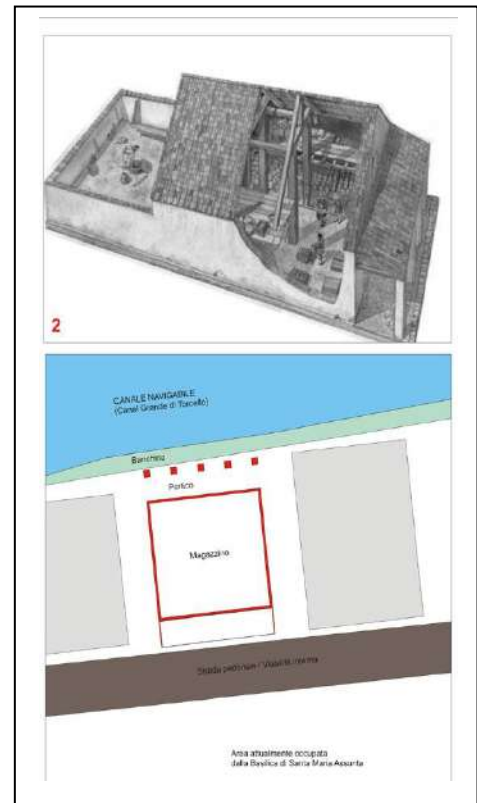 2
CANALE NAVIGABILE
(Canal Grande di Torcello)
Banchina
Portico
Magazzino
Strada pedonale / Viabilità interna
Area attualmente occupata
dalla Basilica di Santa Maria Assunta